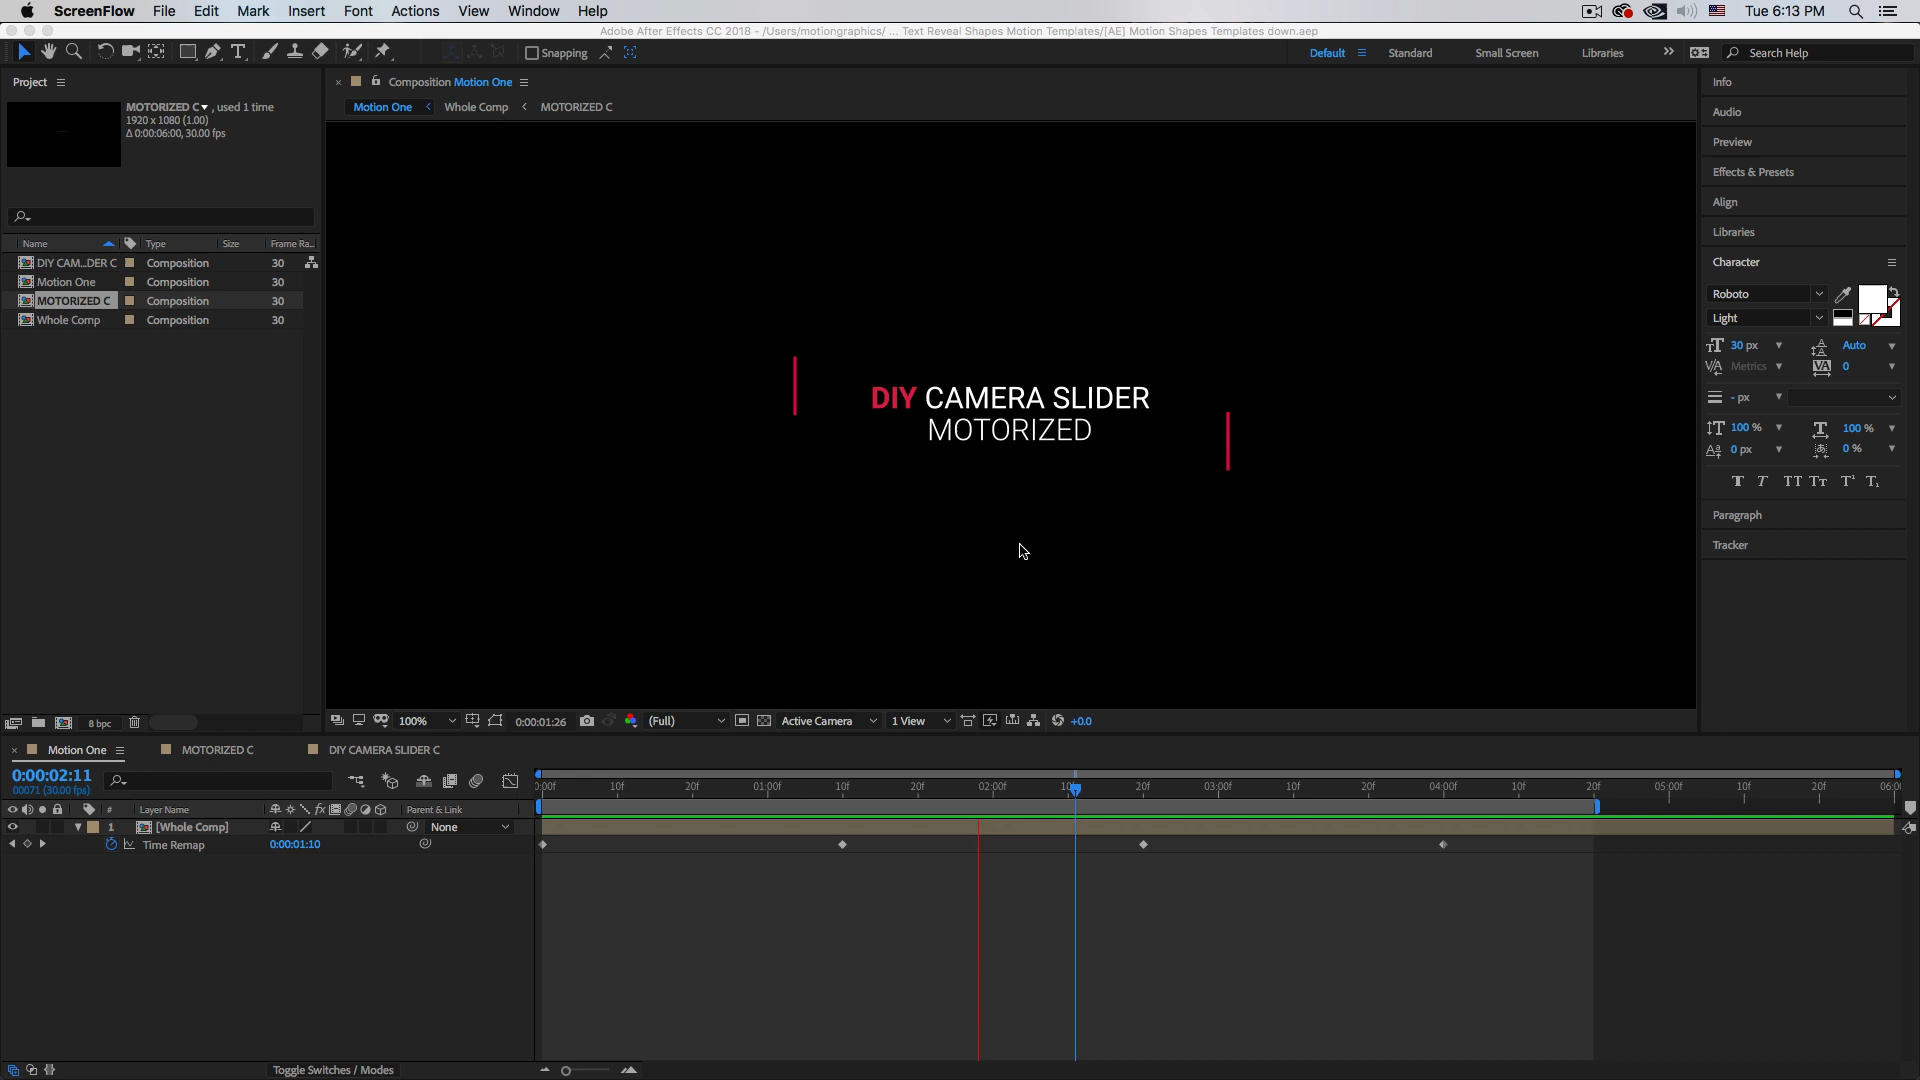 ScreenFlow File Edit Mark Insert Font Actions View Window Help Tue 6:13 PM
Adobe After Effects CC 2018 - /Users/motiongraphics/ ... Text Reveal Shapes Motion Templates/[AE] Motion Shapes Templates down.aep
Snapping Default Standard Small Screen Libraries Search Help
Project
MOTORIZED C , used 1 time
1920 x 1080 (1.00)
Δ 0:00:06:00, 30.00 fps
Composition Motion One
Motion One Whole Comp MOTORIZED C
Name Type Size Frame Ra...
DIY CAM...DER C Composition 30
Motion One Composition 30
MOTORIZED C Composition 30
Whole Comp Composition 30
DIY CAMERA SLIDER
MOTORIZED
Info
Audio
Preview
Effects & Presets
Align
Libraries
Character
Roboto
Light
30 px Auto
Metrics 0
- px
100 % 100 %
0 px 0 %
Paragraph
Tracker
8 bpc
100% 0:00:01:26 (Full) Active Camera 1 View +0.0
Motion One MOTORIZED C DIY CAMERA SLIDER C
0:00:02:11
00071 (30.00 fps)
:00f 10f 20f 01:00f 10f 20f 02:00f 10f 20f 03:00f 10f 20f 04:00f 10f 20f 05:00f 10f 20f 06:0
# Layer Name Parent & Link
1 [Whole Comp] None
Time Remap 0:00:01:10
Toggle Switches / Modes